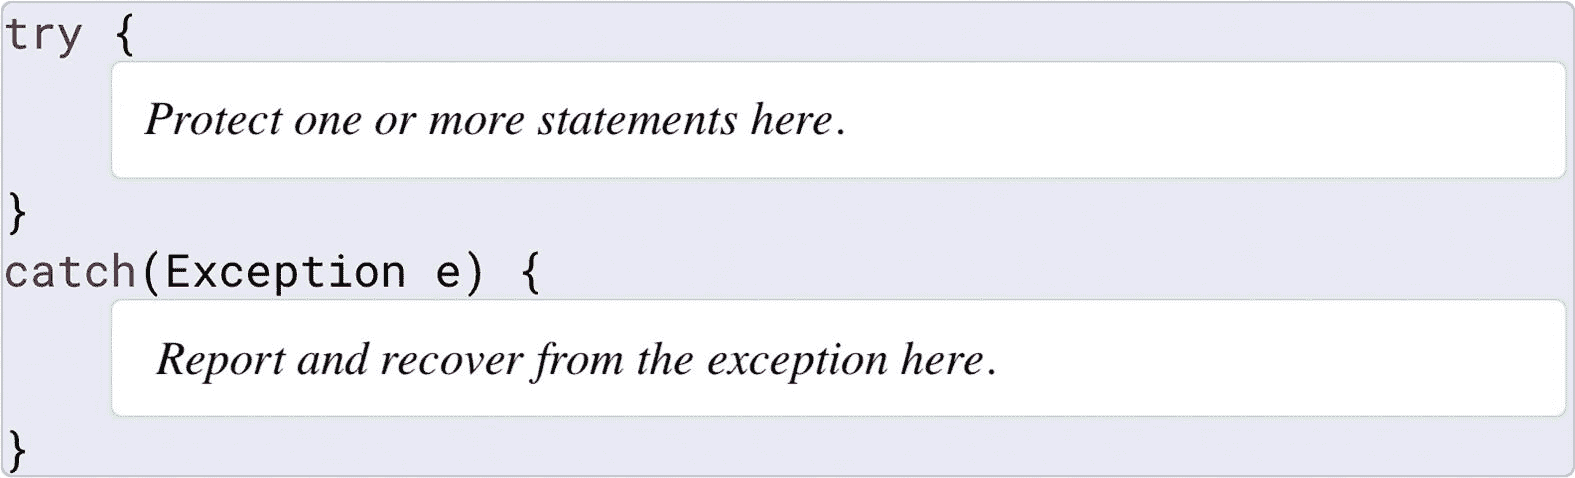 try {
Protect one or more statements here.
}
catch(Exception e) {
Report and recover from the exception here.
}